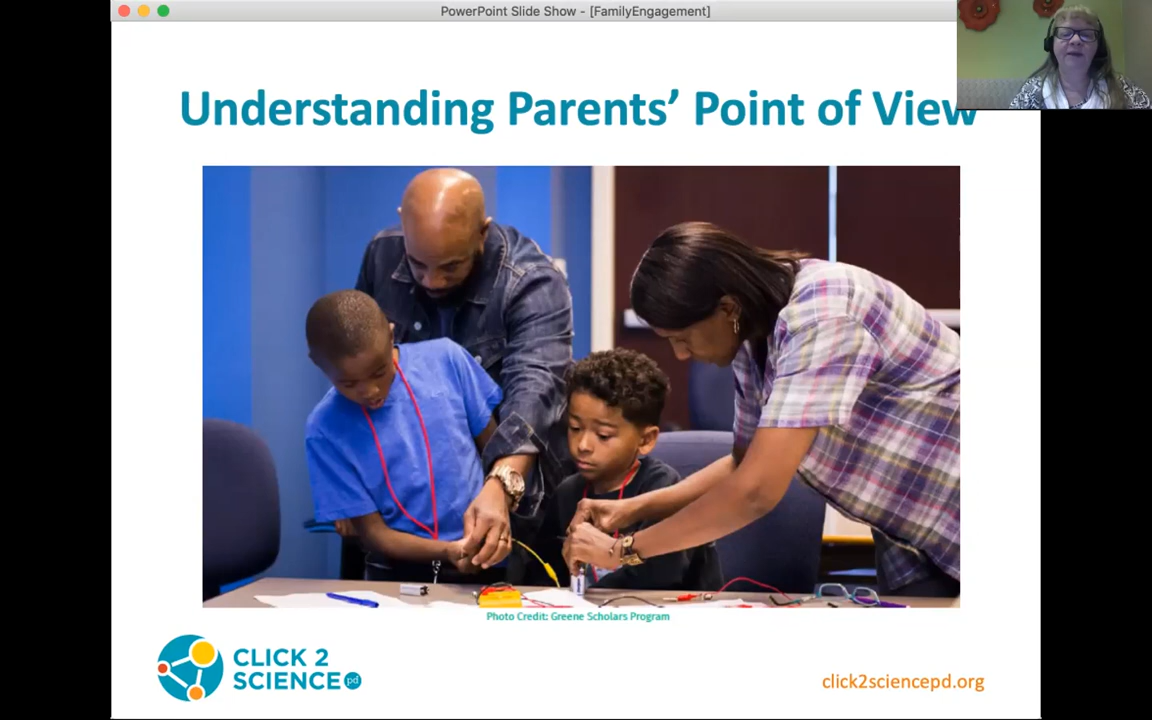 PowerPoint Slide Show - [FamilyEngagement]
Understanding Parents’ Point of View
Photo Credit: Greene Scholars Program
CLICK 2
SCIENCE pd
click2sciencepd.org